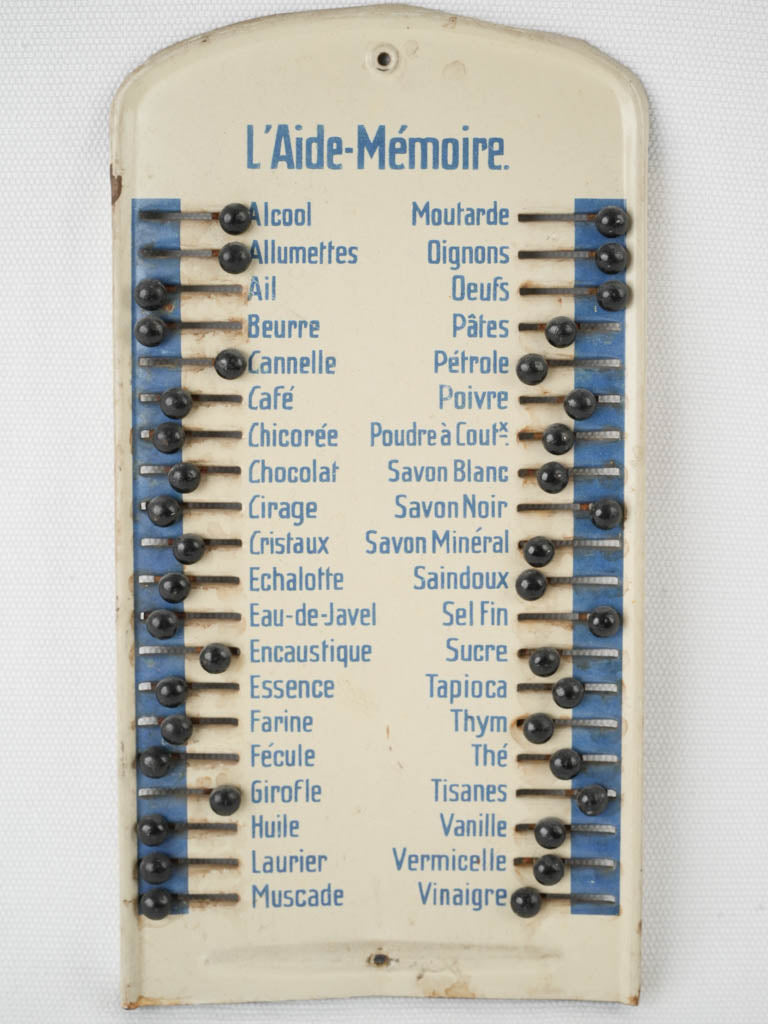 L'Aide-Mémoire.
Alcool Moutarde
Allumettes Oignons
Ail Oeufs
Beurre Pâtes
Cannelle Pétrole
Café Poivre
Chicorée Poudre à Coutx.
Chocolat Savon Blanc
Cirage Savon Noir
Cristaux Savon Minéral
Echalotte Saindoux
Eau-de-Javel Sel Fin
Encaustique Sucre
Essence Tapioca
Farine Thym
Fécule Thé
Girofle Tisanes
Huile Vanille
Laurier Vermicelle
Muscade Vinaigre